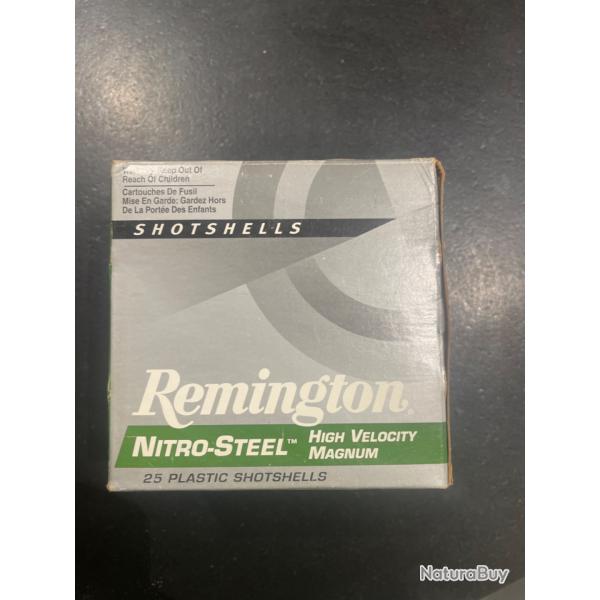 Keep Out Of
Reach Of Children
Cartouches De Fusil
Mise En Garde: Gardez Hors
De La Portée Des Enfants
SHOTSHELLS
Remington®
NITRO-STEEL™ HIGH VELOCITY
MAGNUM
25 PLASTIC SHOTSHELLS
NaturaBuy